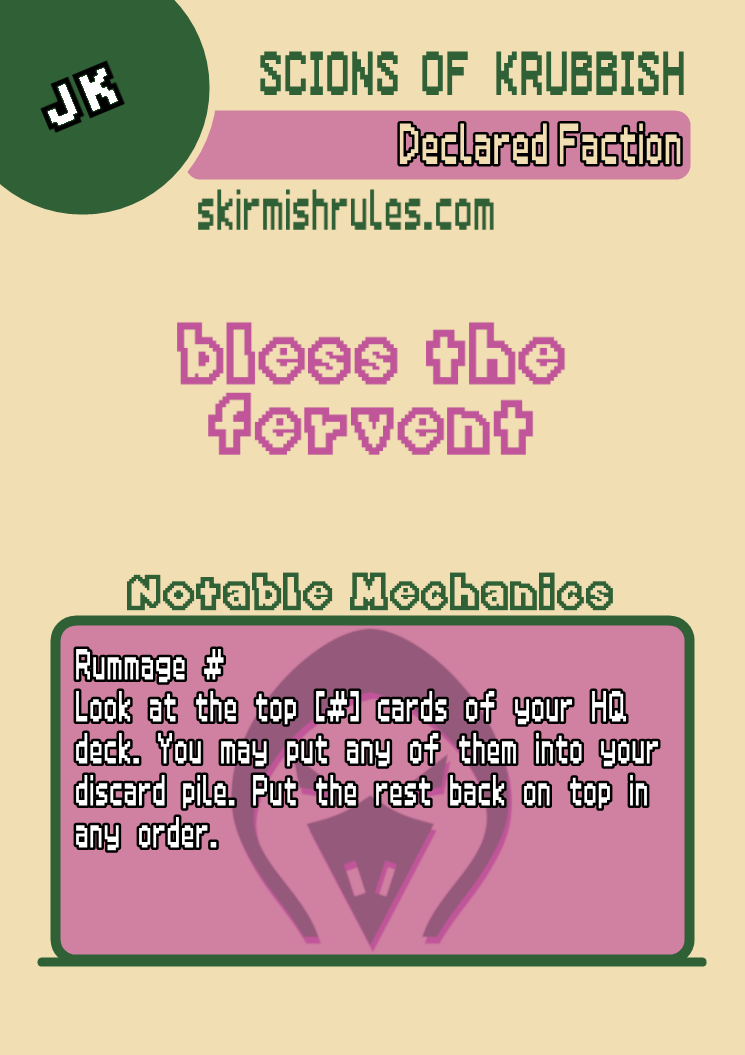 JK
SCIONS OF KRUBBISH
Declared Faction
skirmishrules.com
bless the
fervent
Notable Mechanics
Rummage #
Look at the top [#] cards of your HQ
deck. You may put any of them into your
discard pile. Put the rest back on top in
any order.